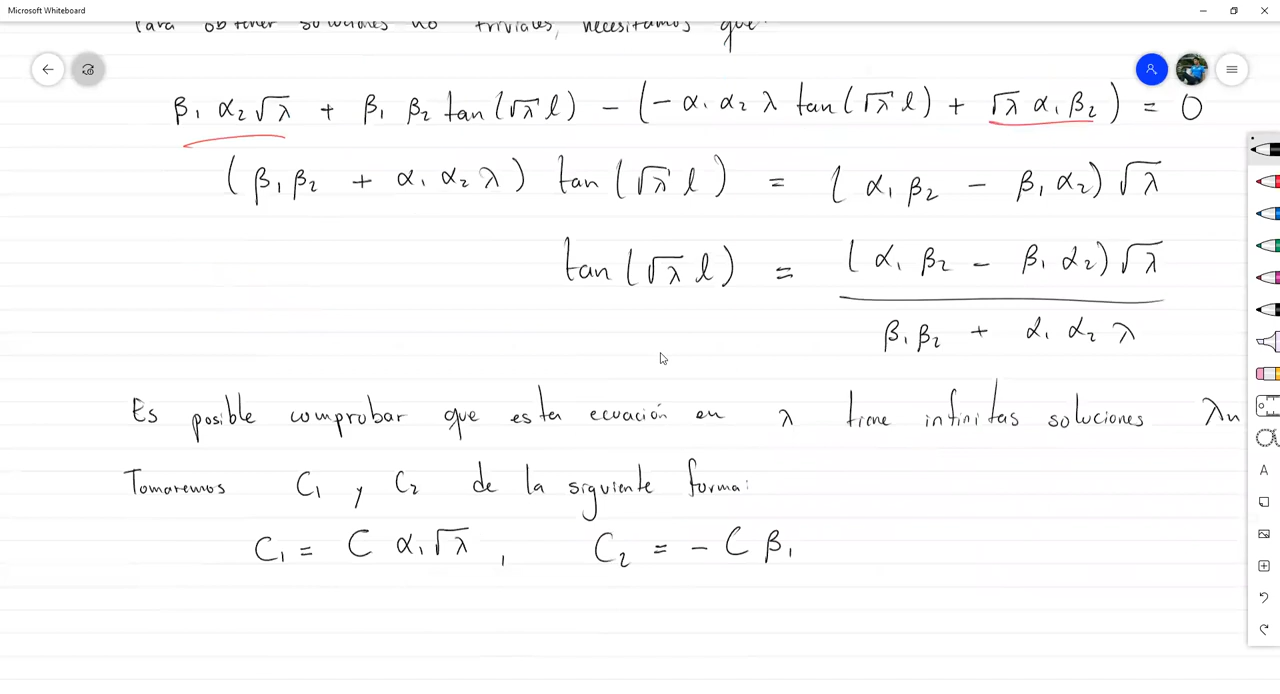 Microsoft Whiteboard
Para obtener soluciones no triviales, necesitamos que:
β₁ α₂√λ + β₁ β₂ tan(√λ l) − (−α₁ α₂ λ tan(√λ l) + √λ α₁ β₂) = 0
(β₁β₂ + α₁ α₂ λ) tan(√λ l) = (α₁ β₂ − β₁ α₂)√λ
tan(√λ l) = (α₁ β₂ − β₁ α₂)√λ
β₁ β₂ + α₁ α₂ λ
Es posible comprobar que esta ecuación en λ tiene infinitas soluciones λn
Tomaremos C₁ y C₂ de la siguiente forma:
C₁ = C α₁√λ , C₂ = − C β₁
A